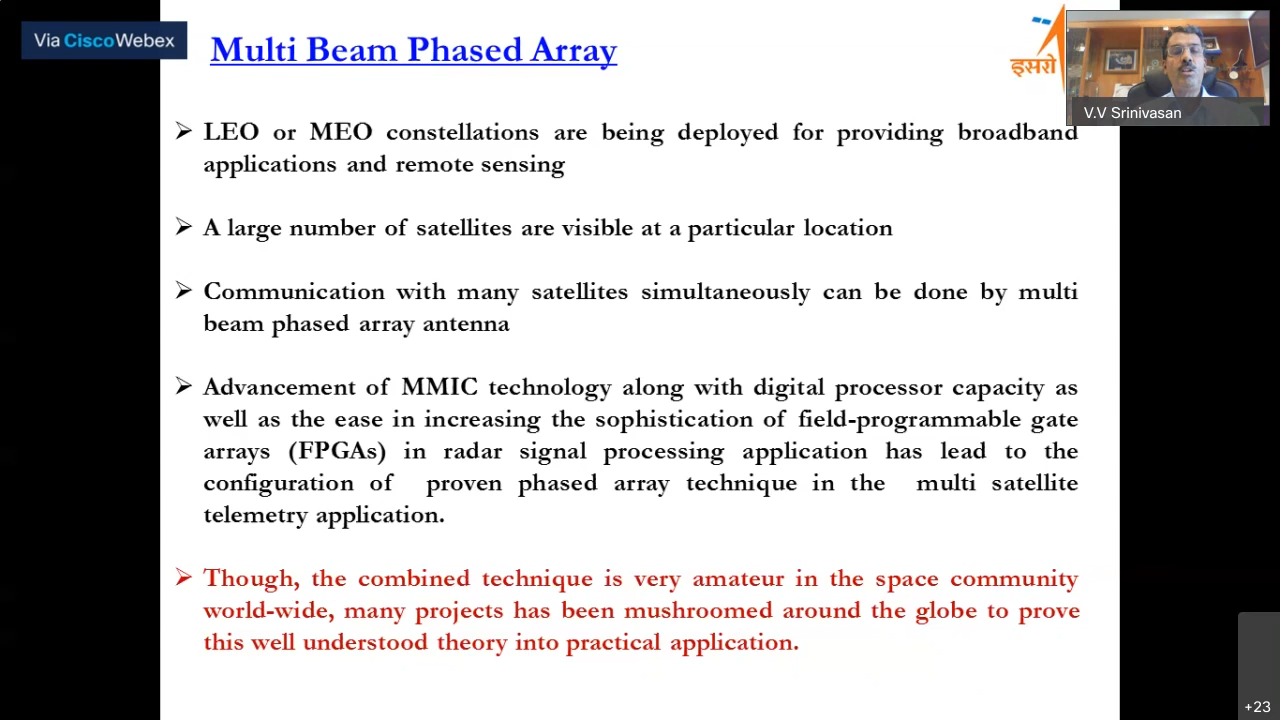 Via CiscoWebex
Multi Beam Phased Array
इसरो
V.V Srinivasan
➢ LEO or MEO constellations are being deployed for providing broadband
applications and remote sensing
➢ A large number of satellites are visible at a particular location
➢ Communication with many satellites simultaneously can be done by multi
beam phased array antenna
➢ Advancement of MMIC technology along with digital processor capacity as
well as the ease in increasing the sophistication of field-programmable gate
arrays (FPGAs) in radar signal processing application has lead to the
configuration of proven phased array technique in the multi satellite
telemetry application.
➢ Though, the combined technique is very amateur in the space community
world-wide, many projects has been mushroomed around the globe to prove
this well understood theory into practical application.
+23